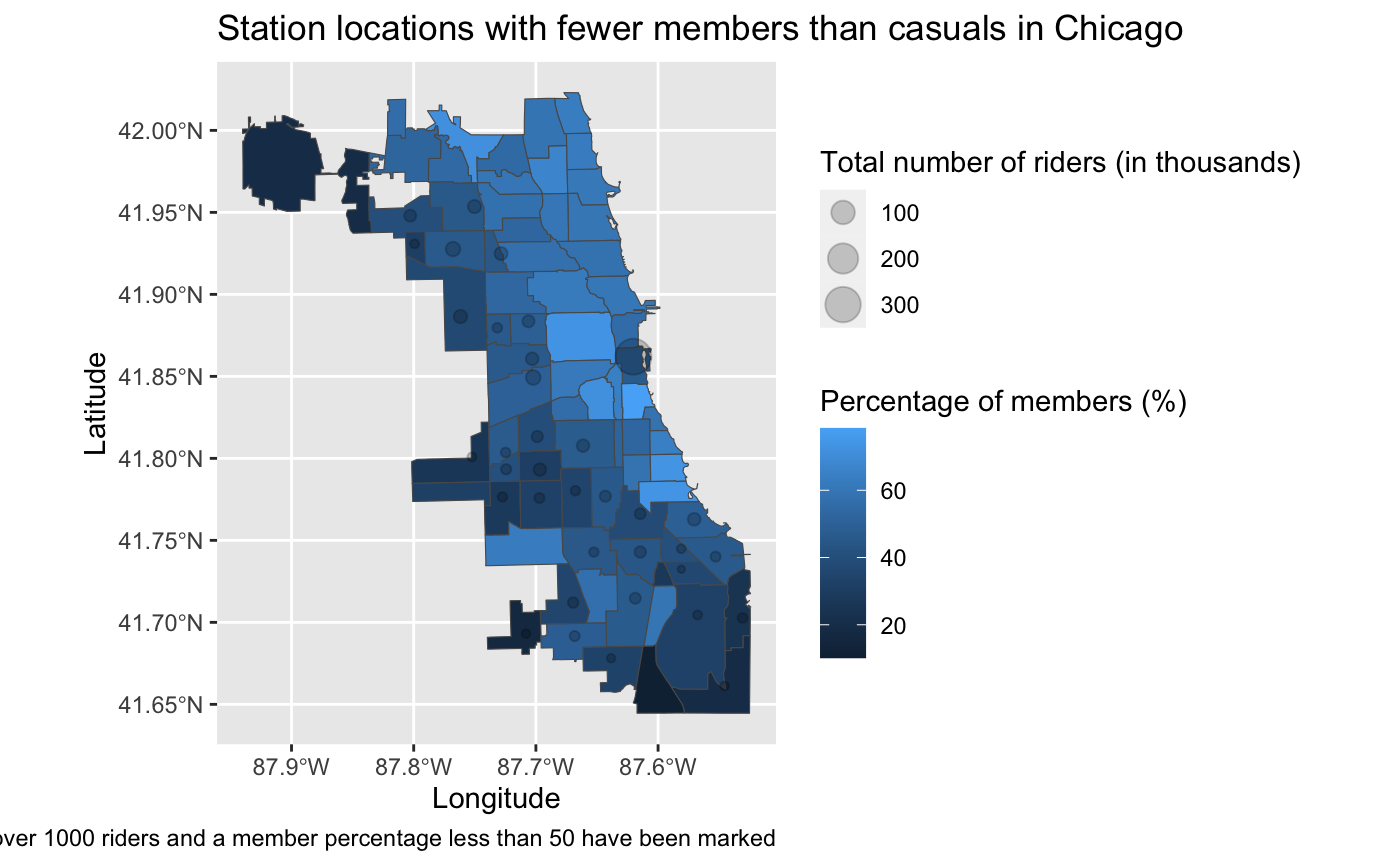 Station locations with fewer members than casuals in Chicago
42.00°N
41.95°N
41.90°N
41.85°N
41.80°N
41.75°N
41.70°N
41.65°N
Latitude
87.9°W 87.8°W 87.7°W 87.6°W
Longitude
Total number of riders (in thousands)
100
200
300
Percentage of members (%)
60
40
20
over 1000 riders and a member percentage less than 50 have been marked